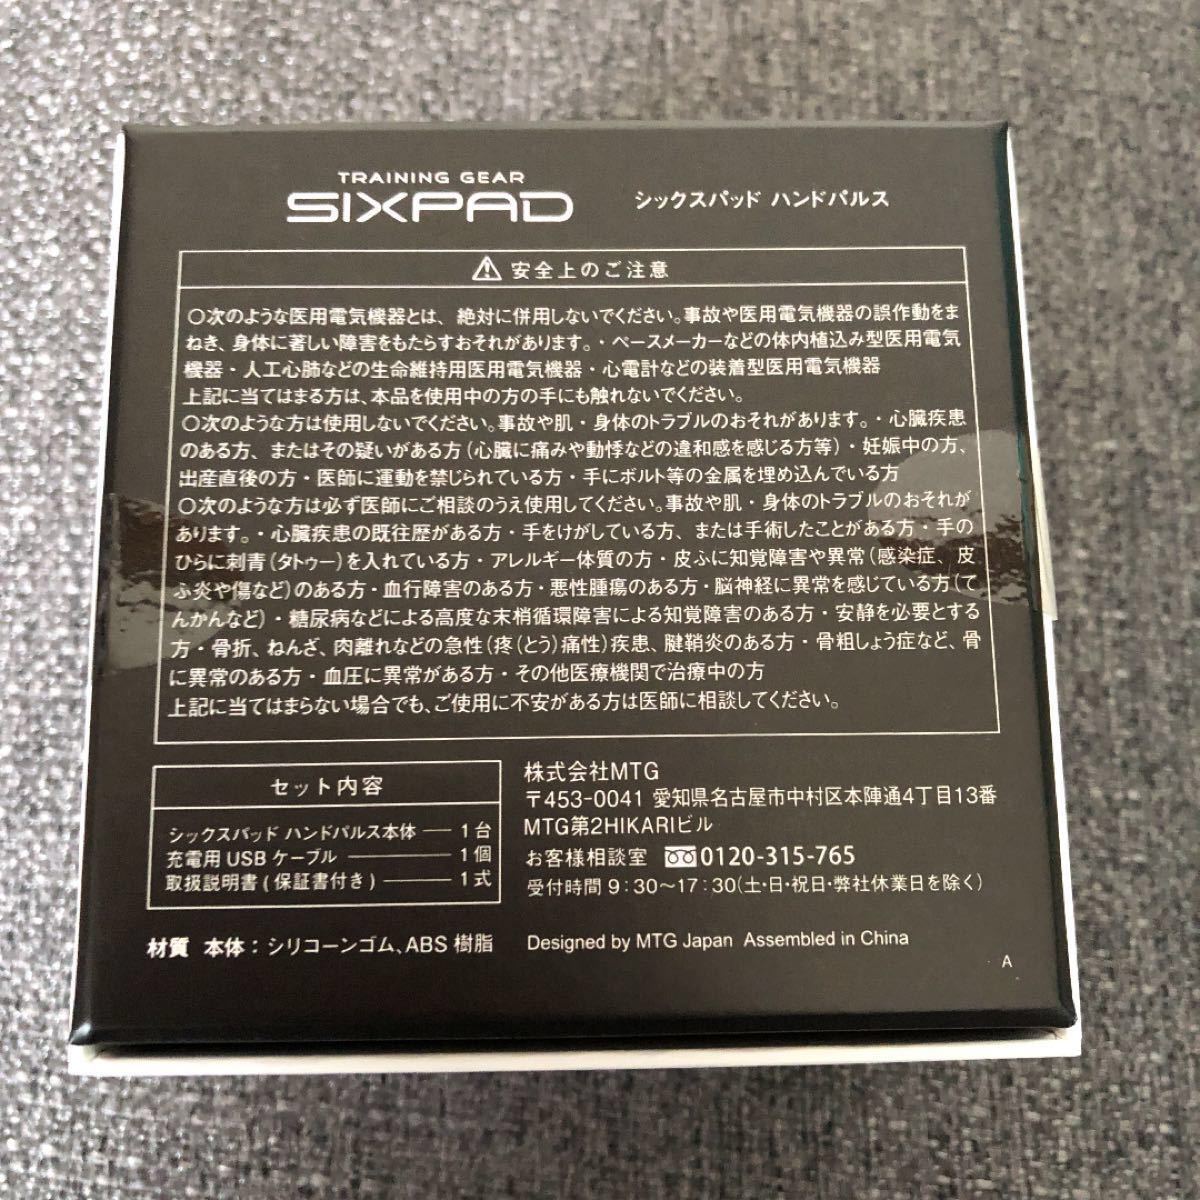 TRAINING GEAR
SIXPAD シックスパッド ハンドパルス
⚠ 安全上のご注意
○次のような医用電気機器とは、絶対に併用しないでください。事故や医用電気機器の誤作動をま
ねき、身体に著しい障害をもたらすおそれがあります。・ペースメーカーなどの体内植込み型医用電気
機器・人工心肺などの生命維持用医用電気機器・心電計などの装着型医用電気機器
上記に当てはまる方は、本品を使用中の方の手にも触れないでください。
○次のような方は使用しないでください。事故や肌・身体のトラブルのおそれがあります。・心臓疾患
のある方、またはその疑いがある方(心臓に痛みや動悸などの違和感を感じる方等)・妊娠中の方、
出産直後の方・医師に運動を禁じられている方・手にボルト等の金属を埋め込んでいる方
○次のような方は必ず医師にご相談のうえ使用してください。事故や肌・身体のトラブルのおそれが
あります。・心臓疾患の既往歴がある方・手をけがしている方、または手術したことがある方・手の
ひらに刺青(タトゥー)を入れている方・アレルギー体質の方・皮ふに知覚障害や異常(感染症、皮
ふ炎や傷など)のある方・血行障害のある方・悪性腫瘍のある方・脳神経に異常を感じている方(て
んかんなど)・糖尿病などによる高度な末梢循環障害による知覚障害のある方・安静を必要とする
方・骨折、ねんざ、肉離れなどの急性(疼(とう)痛性)疾患、腱鞘炎のある方・骨粗しょう症など、骨
に異常のある方・血圧に異常がある方・その他医療機関で治療中の方
上記に当てはまらない場合でも、ご使用に不安がある方は医師に相談してください。
セット内容
シックスパッド ハンドパルス本体 ― 1台
充電用 USB ケーブル ――― 1個
取扱説明書(保証書付き) ――― 1式
株式会社MTG
〒453-0041 愛知県名古屋市中村区本陣通4丁目13番
MTG第2HIKARIビル
お客様相談室 0120-315-765
受付時間 9:30〜17:30(土・日・祝日・弊社休業日を除く)
材質 本体：シリコーンゴム、ABS 樹脂
Designed by MTG Japan Assembled in China
A